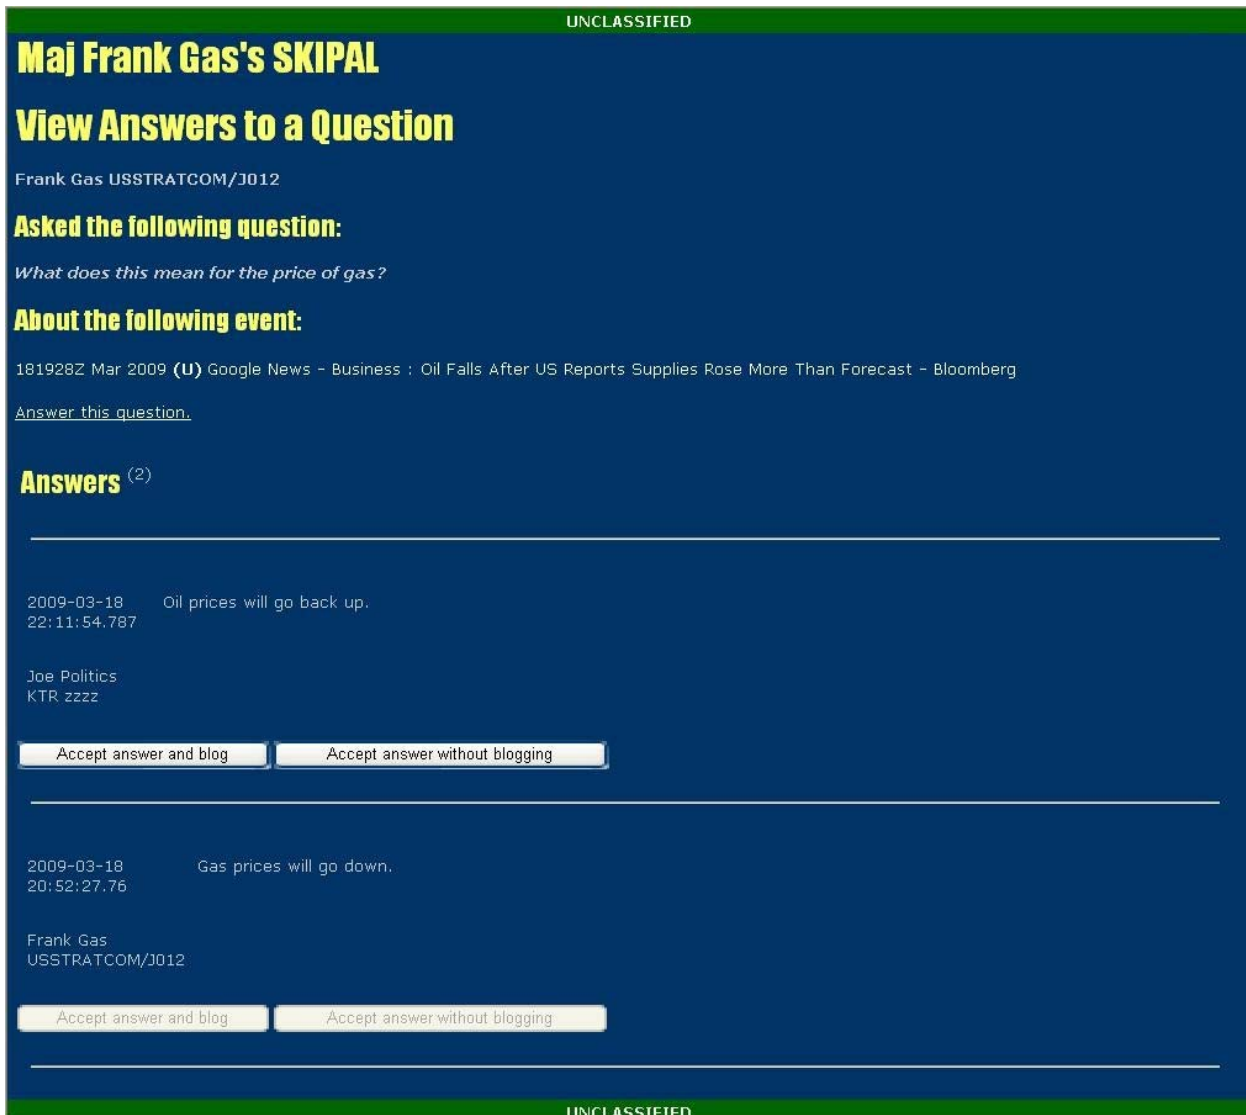 UNCLASSIFIED
Maj Frank Gas's SKIPAL
View Answers to a Question
Frank Gas USSTRATCOM/J012
Asked the following question:
What does this mean for the price of gas?
About the following event:
181928Z Mar 2009 (U) Google News - Business : Oil Falls After US Reports Supplies Rose More Than Forecast - Bloomberg
Answer this question.
Answers (2)
2009-03-18 Oil prices will go back up.
22:11:54.787
Joe Politics
KTR zzzz
Accept answer and blog Accept answer without blogging
2009-03-18 Gas prices will go down.
20:52:27.76
Frank Gas
USSTRATCOM/J012
Accept answer and blog Accept answer without blogging
UNCLASSIFIED